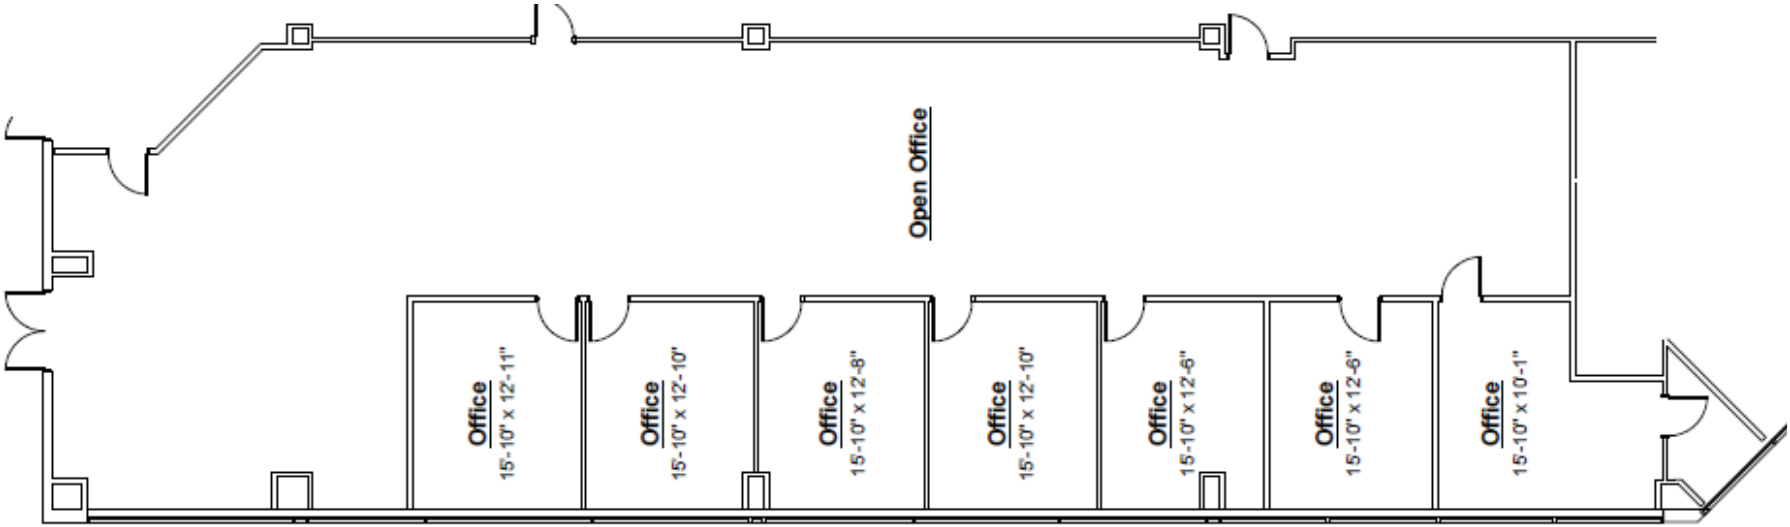 Open Office
Office
15'-10" x 12'-11"
Office
15'-10" x 12'-10"
Office
15'-10" x 12'-8"
Office
15'-10" x 12'-10"
Office
15'-10" x 12'-6"
Office
15'-10" x 12'-6"
Office
15'-10" x 10'-1"